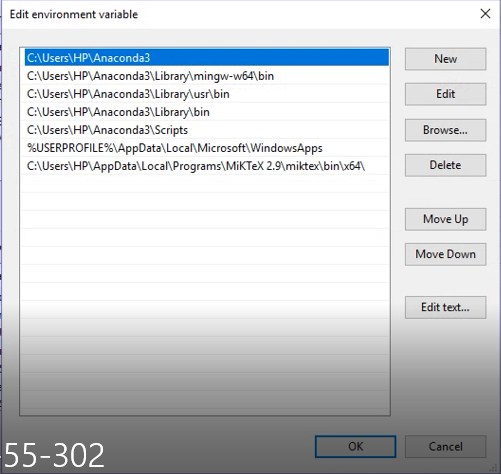 Edit environment variable
C:\Users\HP\Anaconda3
C:\Users\HP\Anaconda3\Library\mingw-w64\bin
C:\Users\HP\Anaconda3\Library\usr\bin
C:\Users\HP\Anaconda3\Library\bin
C:\Users\HP\Anaconda3\Scripts
%USERPROFILE%\AppData\Local\Microsoft\WindowsApps
C:\Users\HP\AppData\Local\Programs\MiKTeX 2.9\miktex\bin\x64\
New
Edit
Browse...
Delete
Move Up
Move Down
Edit text...
OK
Cancel
55-302